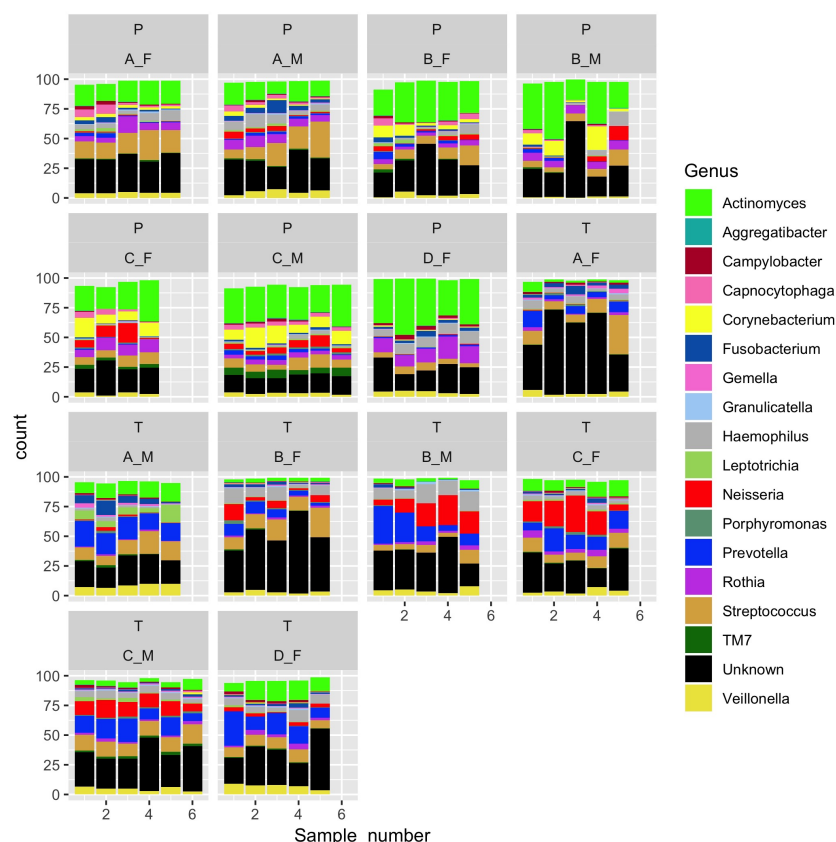 P P P P
A_F A_M B_F B_M
100
75
50
25
0
P P P T
C_F C_M D_F A_F
100
75
50
25
0
T T T T
A_M B_F B_M C_F
100
75
50
25
0
2 4 6 2 4 6
T T
C_M D_F
100
75
50
25
0
2 4 6 2 4 6
Sample_number
count
Genus
Actinomyces
Aggregatibacter
Campylobacter
Capnocytophaga
Corynebacterium
Fusobacterium
Gemella
Granulicatella
Haemophilus
Leptotrichia
Neisseria
Porphyromonas
Prevotella
Rothia
Streptococcus
TM7
Unknown
Veillonella